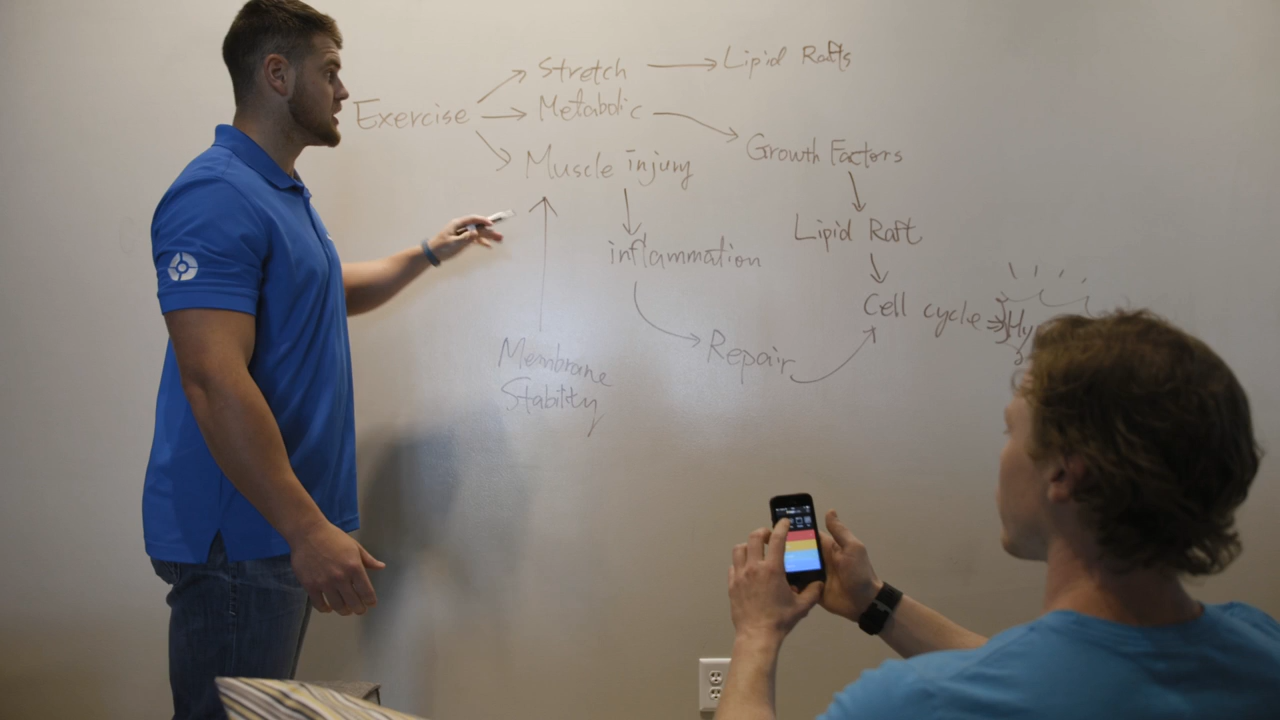 Stretch
Lipid Rafts
Exercise
Metabolic
Growth Factors
Muscle injury
Lipid Raft
inflammation
Cell cycle
Repair
Membrane
Stability